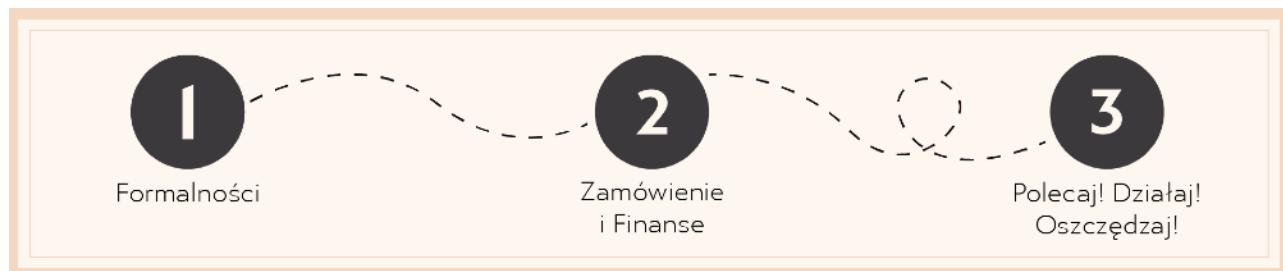 1
Formalności
2
Zamówienie
i Finanse
3
Polecaj! Działaj!
Oszczędzaj!